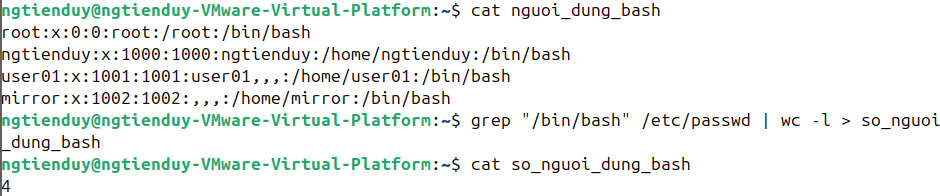 ngtienduy@ngtienduy-VMware-Virtual-Platform:~$ cat nguoi_dung_bash
root:x:0:0:root:/root:/bin/bash
ngtienduy:x:1000:1000:ngtienduy:/home/ngtienduy:/bin/bash
user01:x:1001:1001:user01,,,:/home/user01:/bin/bash
mirror:x:1002:1002:,,,:/home/mirror:/bin/bash
ngtienduy@ngtienduy-VMware-Virtual-Platform:~$ grep "/bin/bash" /etc/passwd | wc -l > so_nguoi
_dung_bash
ngtienduy@ngtienduy-VMware-Virtual-Platform:~$ cat so_nguoi_dung_bash
4